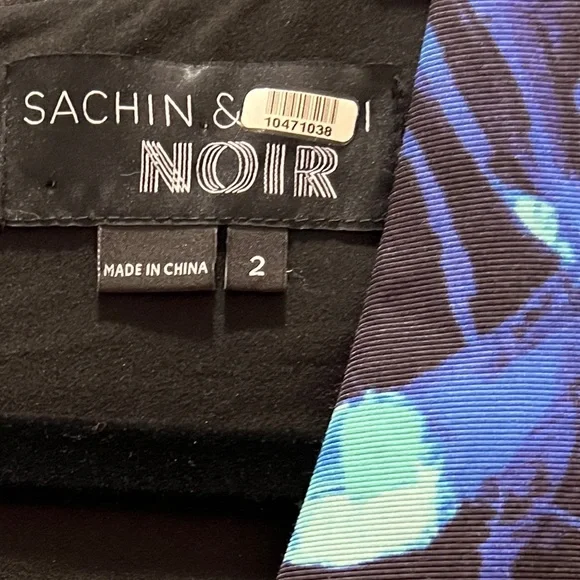 SACHIN &
10471038
NOIR
MADE IN CHINA
2